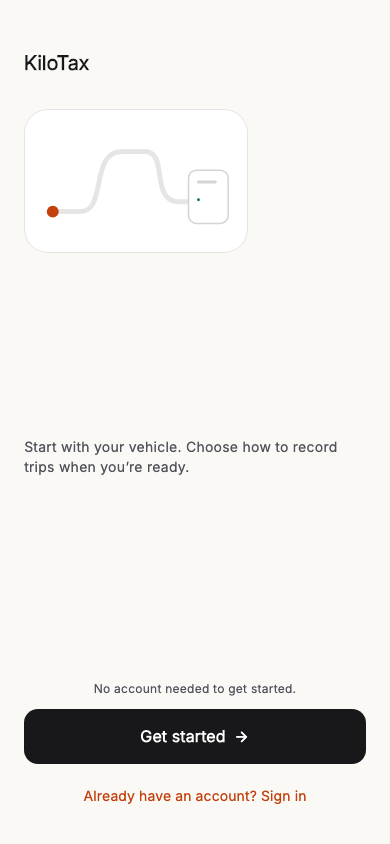 KiloTax
Start with your vehicle. Choose how to record
trips when you’re ready.
No account needed to get started.
Get started →
Already have an account? Sign in